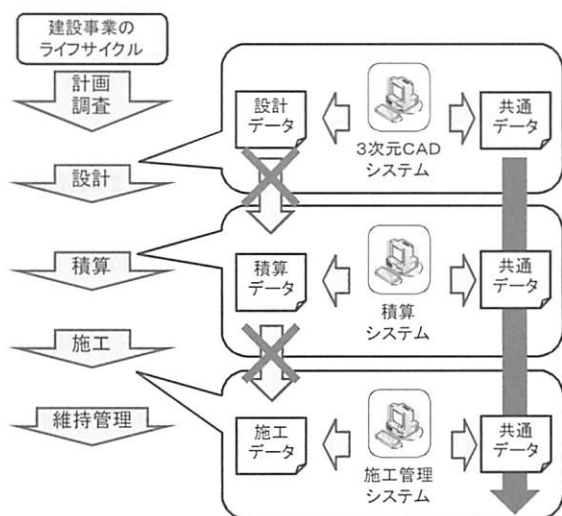 建設事業の
ライフサイクル
計画
調査
設計
積算
施工
維持管理
設計
データ
3次元CAD
システム
共通
データ
積算
データ
積算
システム
共通
データ
施工
データ
施工管理
システム
共通
データ